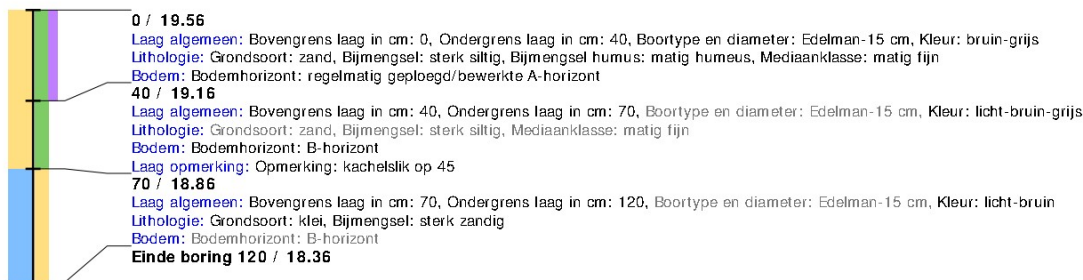 0 / 19.56
Laag algemeen: Bovengrens laag in cm: 0, Ondergrens laag in cm: 40, Boortype en diameter: Edelman-15 cm, Kleur: bruin-grijs
Lithologie: Grondsoort: zand, Bijmengsel: sterk siltig, Bijmengsel humus: matig humeus, Mediaanklasse: matig fijn
Bodem: Bodemhorizont: regelmatig geploegd/bewerkte A-horizont
40 / 19.16
Laag algemeen: Bovengrens laag in cm: 40, Ondergrens laag in cm: 70, Boortype en diameter: Edelman-15 cm, Kleur: licht-bruin-grijs
Lithologie: Grondsoort: zand, Bijmengsel: sterk siltig, Mediaanklasse: matig fijn
Bodem: Bodemhorizont: B-horizont
Laag opmerking: Opmerking: kachelslik op 45
70 / 18.86
Laag algemeen: Bovengrens laag in cm: 70, Ondergrens laag in cm: 120, Boortype en diameter: Edelman-15 cm, Kleur: licht-bruin
Lithologie: Grondsoort: klei, Bijmengsel: sterk zandig
Bodem: Bodemhorizont: B-horizont
Einde boring 120 / 18.36